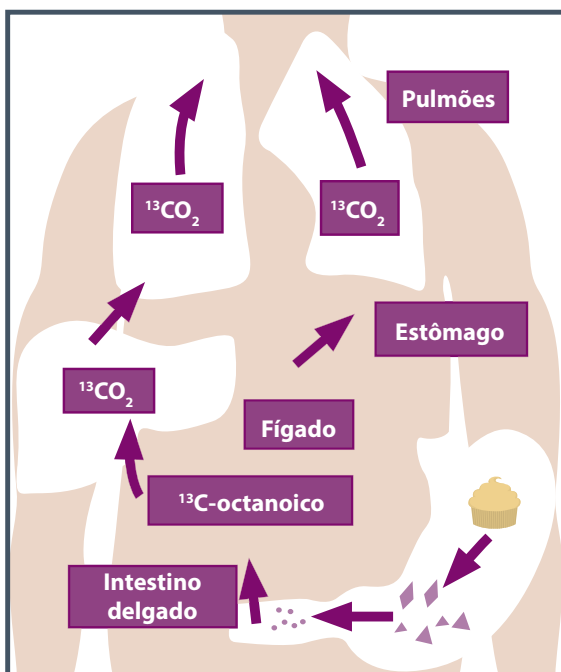 Pulmões
¹³CO₂
¹³CO₂
Estômago
¹³CO₂
Fígado
¹³C-octanoico
Intestino
delgado